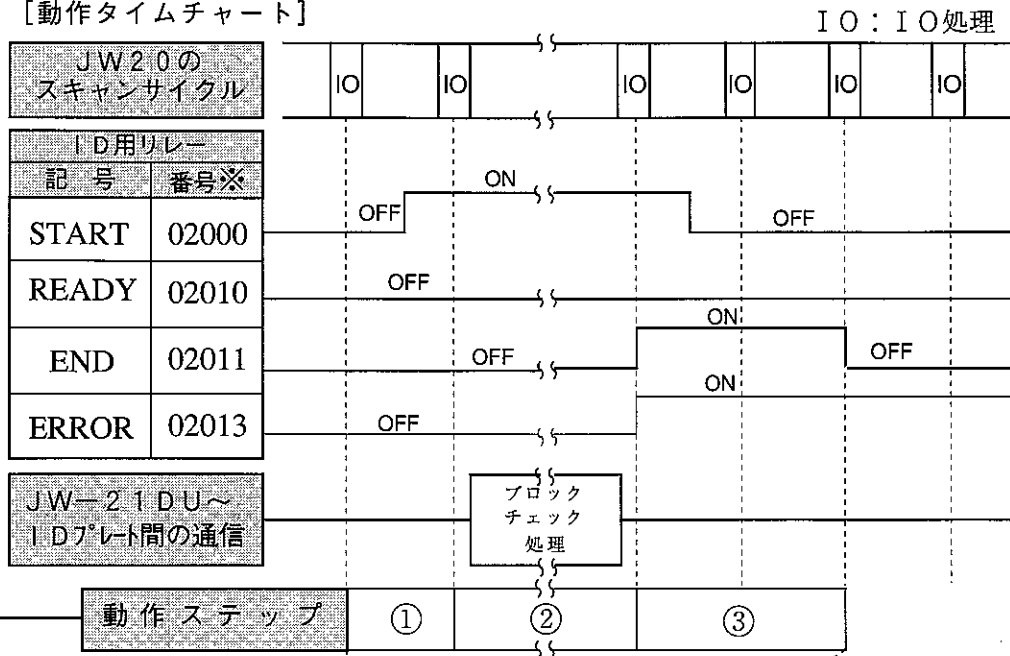 [動作タイムチャート]
IO:IO処理
JW20の
スキャンサイクル
IO IO IO IO IO IO
ID用リレー
記号 番号※
ON
OFF
OFF
START 02000
OFF
READY 02010
ON
OFF
OFF
END 02011
ON
OFF
ERROR 02013
JW-21DU~
IDプレート間の通信
ブロック
チェック
処理
動作ステップ ① ② ③